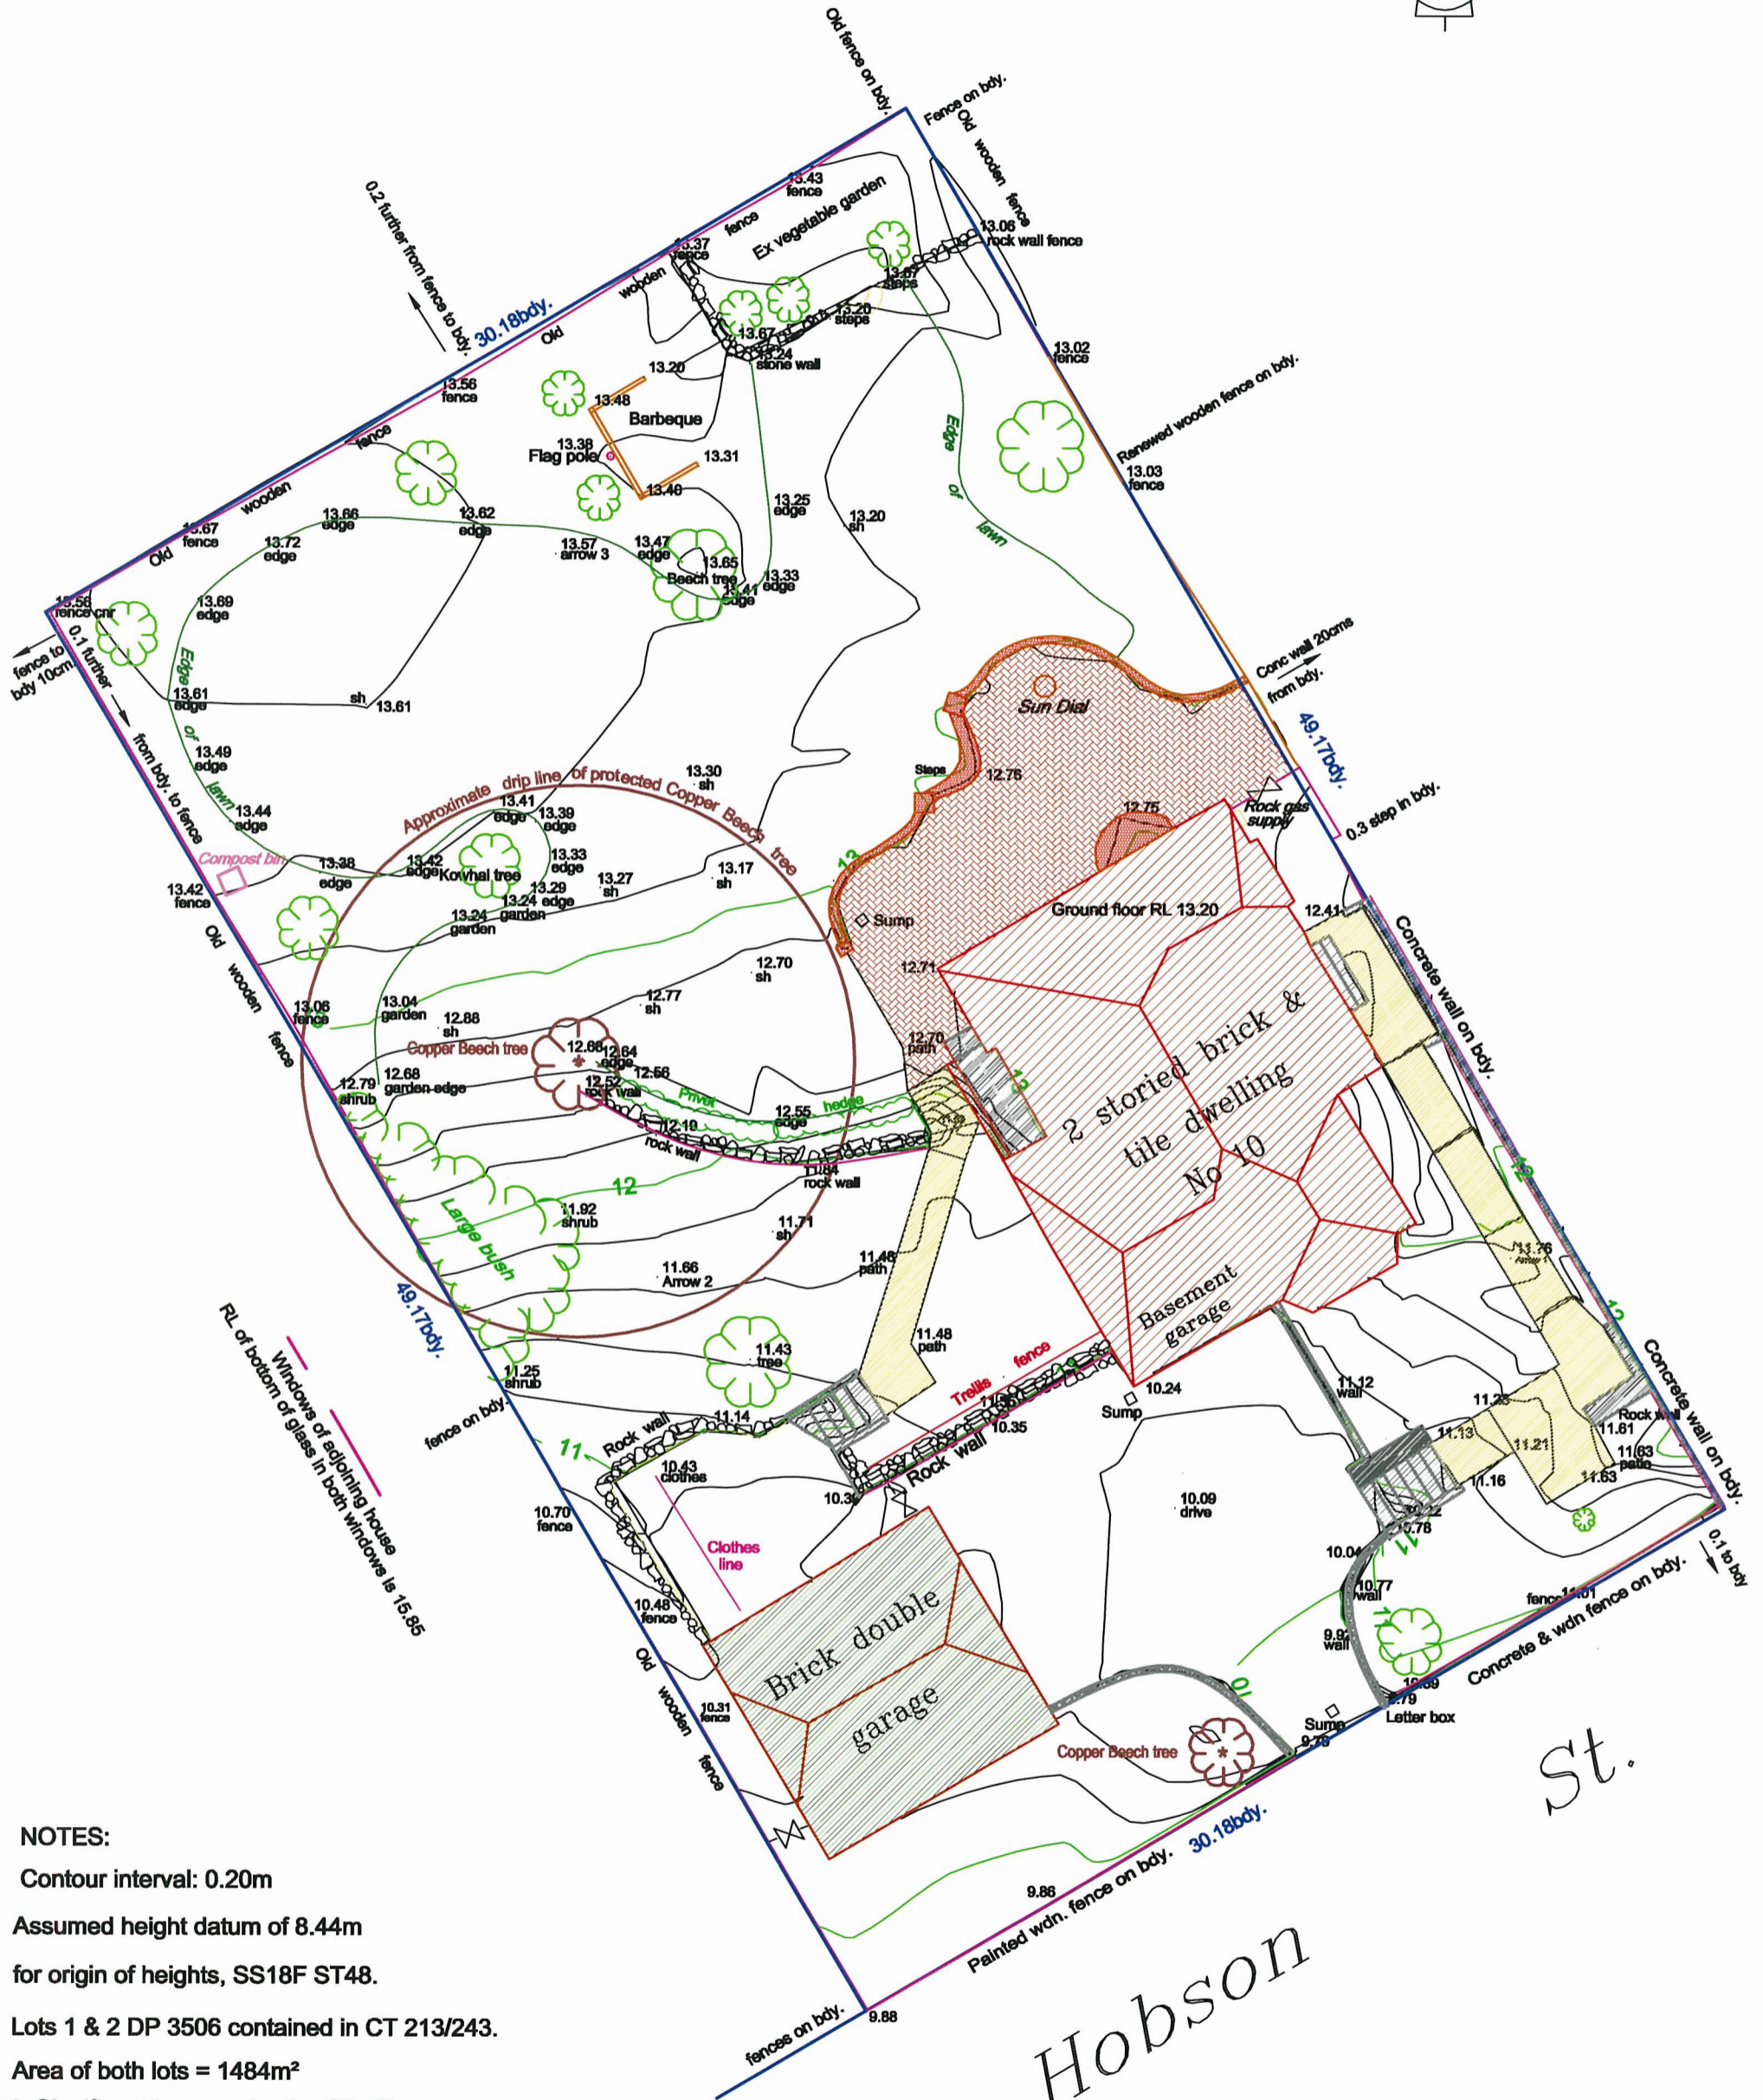 Old fence on bdy.
Fence on bdy.
Old wooden fence
0.2 further from fence to bdy.
30.18bdy.
13.43
fence
fence
Ex vegetable garden
13.06
rock wall fence
13.37
fence
wooden
Old
steps
13.20
steps
13.67
13.24
stone wall
13.02
fence
13.20
13.56
fence
13.48
Barbeque
fence
13.38
Flag pole
13.31
13.40
Edge
of
lawn
Renewed wooden fence on bdy.
13.03
fence
wooden
13.66
edge
13.62
edge
13.25
edge
13.20
sh
13.67
fence
Old
13.72
edge
13.57
arrow 3
13.47
edge
13.65
Beech tree
13.41
edge
13.33
edge
13.58
fence cnr
13.69
edge
fence to
bdy 10cm.
0.1 further
from bdy. to fence
Edge
of
lawn
13.61
edge
sh
13.61
Conc wall 20cms
from bdy.
Sun Dial
49.17bdy.
13.49
edge
13.30
sh
Steps
12.76
Approximate drip line of protected Copper Beech tree
13.44
edge
13.41
edge
13.39
edge
12.75
Rock gas
supply
0.3 step in bdy.
Compost bin
13.38
edge
13.42
edge
Kowhai tree
13.33
edge
13.17
sh
13
13.42
fence
13.27
sh
13.29
edge
13.24
garden
13.24
garden
Ground floor RL 13.20
12.41
Sump
Old
wooden
fence
12.70
sh
12.71
Concrete wall on bdy.
13.06
fence
13.04
garden
12.77
sh
12.88
sh
Copper Beech tree
12.68
12.64
edge
12.56
12.70
path
2 storied brick &
tile dwelling
No 10
12.79
shrub
12.68
garden edge
12.52
rock wall
Privet
hedge
13
12.55
edge
12.10
rock wall
11.84
rock wall
12
12
Large bush
11.92
shrub
11.71
sh
11.76
Arrow 1
11.66
Arrow 2
11.48
path
Basement
garage
12
49.17bdy.
Windows of adjoining house
RL of bottom of glass in both windows is 15.85
11.43
tree
11.48
path
Trellis
fence
Concrete wall on bdy.
11.25
shrub
10.24
Sump
11.12
wall
fence on bdy.
Rock wall
11.14
10.35
Rock wall
11.13
11.21
Rock wall
11.61
11.63
patio
11.63
11.16
11
10.43
clothes
10.70
fence
10.09
drive
0.1 to bdy
Clothes
line
11
10.04
10.77
wall
11
wall
fence
Concrete & wdn fence on bdy.
10.48
fence
Brick double
garage
Old
wooden
fence
10.31
fence
10
Letter box
Sump
9.79
Copper Beech tree
St.
30.18bdy.
9.86
Painted wdn. fence on bdy.
Hobson
9.88
fences on bdy.
NOTES:
Contour interval: 0.20m
Assumed height datum of 8.44m
for origin of heights, SS18F ST48.
Lots 1 & 2 DP 3506 contained in CT 213/243.
Area of both lots = 1484m²